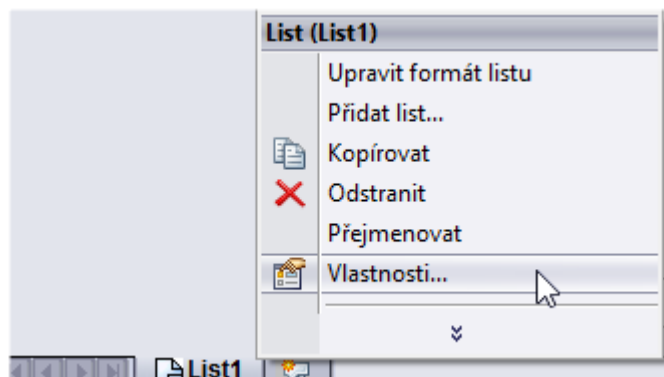 List (List1)
Upravit formát listu
Přidat list...
Kopírovat
Odstranit
Přejmenovat
Vlastnosti...
List1